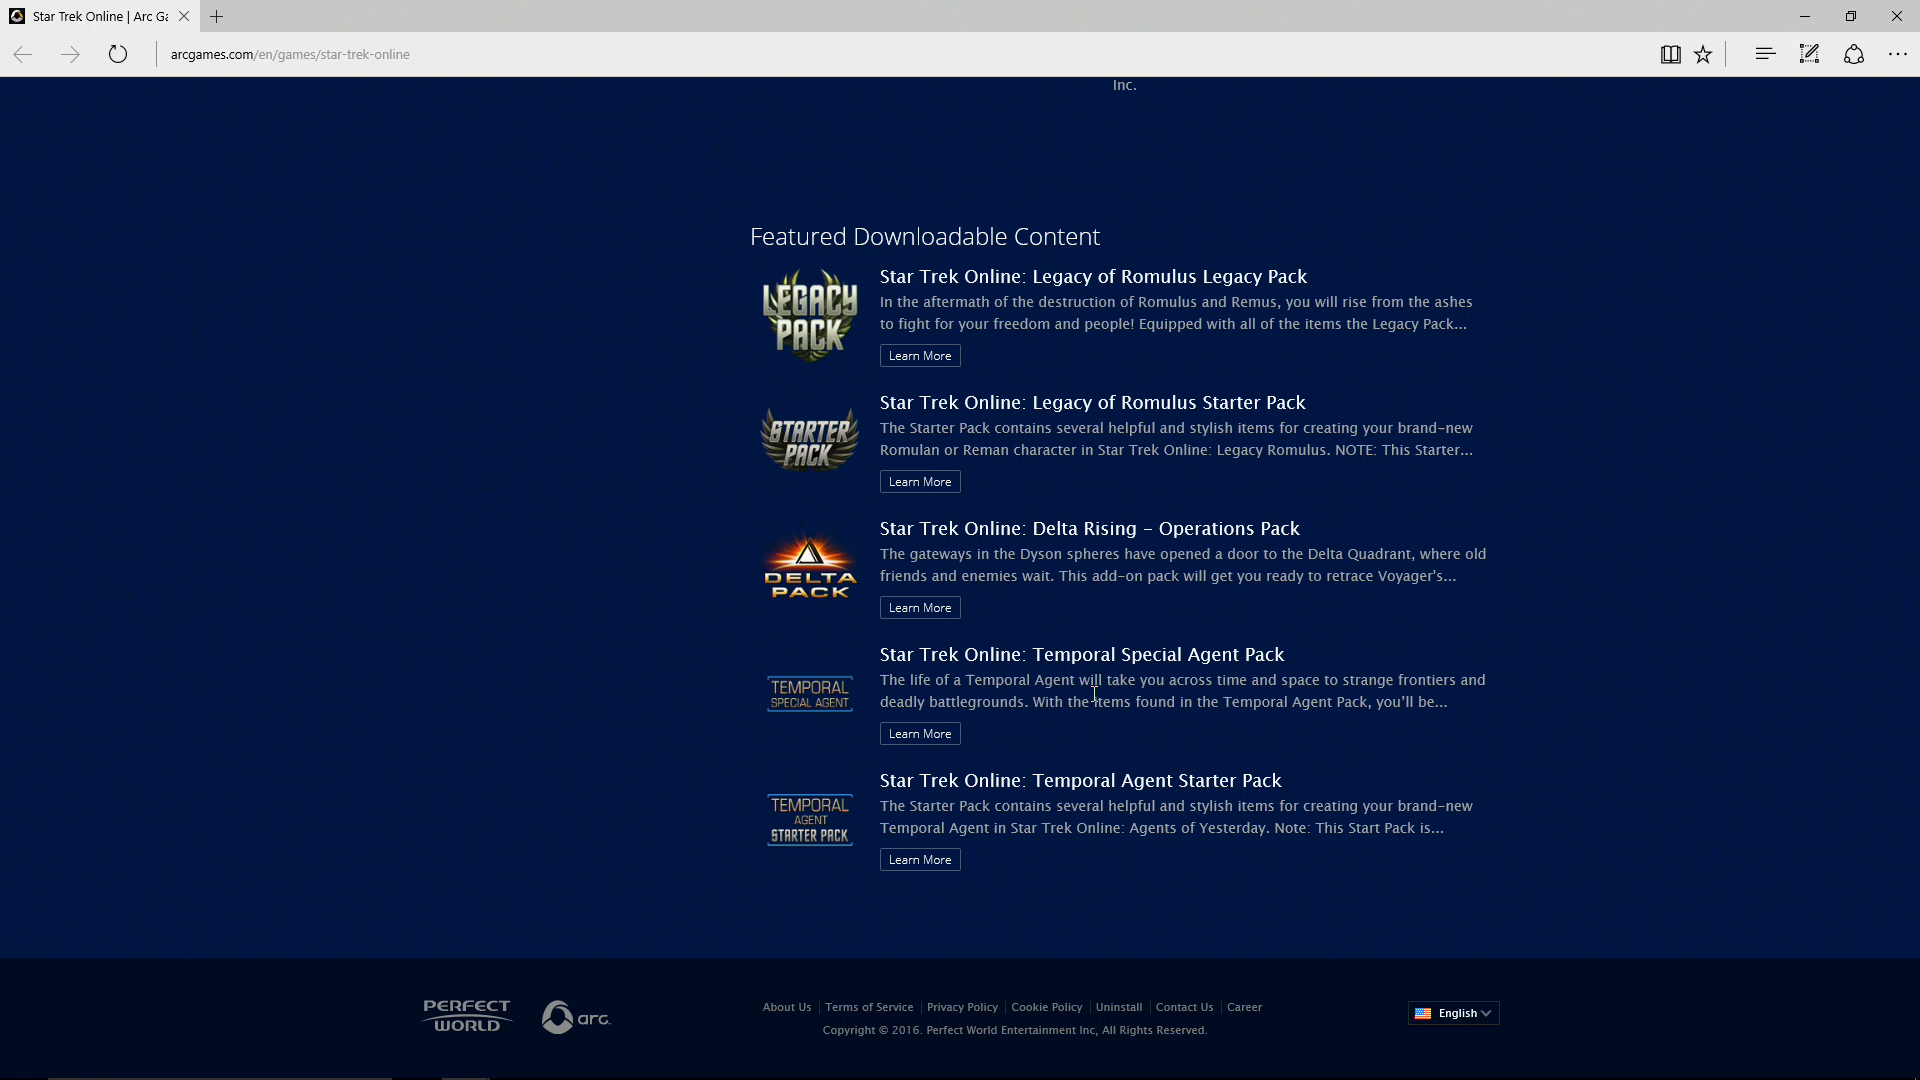 Star Trek Online | Arc Ga
arcgames.com/en/games/star-trek-online
Inc.
Featured Downloadable Content
LEGACY
PACK
Star Trek Online: Legacy of Romulus Legacy Pack
In the aftermath of the destruction of Romulus and Remus, you will rise from the ashes
to fight for your freedom and people! Equipped with all of the items the Legacy Pack...
Learn More
STARTER
PACK
Star Trek Online: Legacy of Romulus Starter Pack
The Starter Pack contains several helpful and stylish items for creating your brand-new
Romulan or Reman character in Star Trek Online: Legacy Romulus. NOTE: This Starter...
Learn More
DELTA
PACK
Star Trek Online: Delta Rising - Operations Pack
The gateways in the Dyson spheres have opened a door to the Delta Quadrant, where old
friends and enemies wait. This add-on pack will get you ready to retrace Voyager's...
Learn More
TEMPORAL
SPECIAL AGENT
Star Trek Online: Temporal Special Agent Pack
The life of a Temporal Agent will take you across time and space to strange frontiers and
deadly battlegrounds. With the items found in the Temporal Agent Pack, you'll be...
Learn More
TEMPORAL
AGENT
STARTER PACK
Star Trek Online: Temporal Agent Starter Pack
The Starter Pack contains several helpful and stylish items for creating your brand-new
Temporal Agent in Star Trek Online: Agents of Yesterday. Note: This Start Pack is...
Learn More
PERFECT
WORLD
arc
About Us | Terms of Service | Privacy Policy | Cookie Policy | Uninstall | Contact Us | Career
Copyright © 2016. Perfect World Entertainment Inc, All Rights Reserved.
English